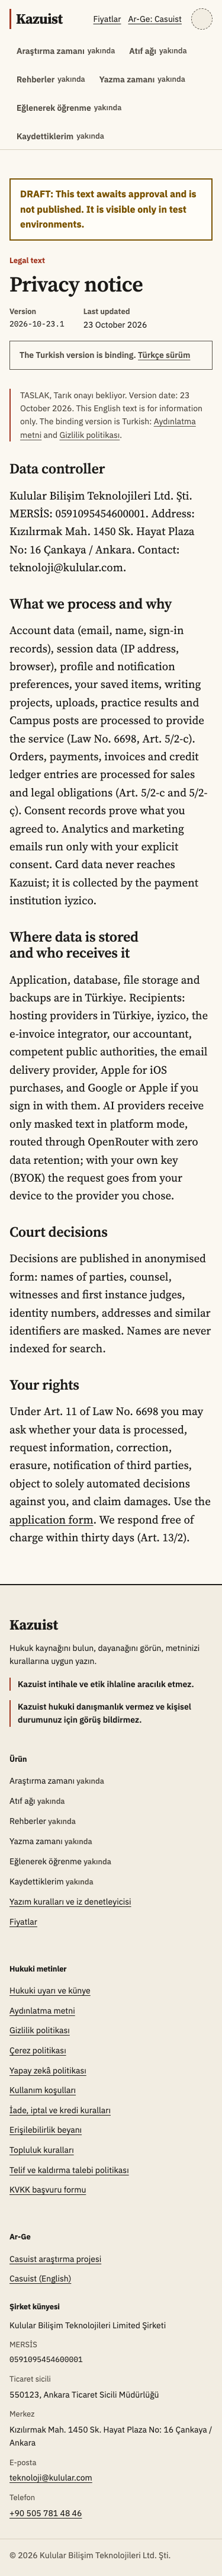 Kazuist
Fiyatlar Ar-Ge: Casuist
Araştırma zamanı yakında Atıf ağı yakında
Rehberler yakında Yazma zamanı yakında
Eğlenerek öğrenme yakında
Kaydettiklerim yakında
DRAFT: This text awaits approval and is
not published. It is visible only in test
environments.
Legal text
Privacy notice
Version Last updated
2026-10-23.1 23 October 2026
The Turkish version is binding. Türkçe sürüm
TASLAK, Tarık onayı bekliyor. Version date: 23
October 2026. This English text is for information
only. The binding version is Turkish: Aydınlatma
metni and Gizlilik politikası.
Data controller
Kulular Bilişim Teknolojileri Ltd. Şti.
MERSİS: 0591095454600001. Address:
Kızılırmak Mah. 1450 Sk. Hayat Plaza
No: 16 Çankaya / Ankara. Contact:
teknoloji@kulular.com.
What we process and why
Account data (email, name, sign-in
records), session data (IP address,
browser), profile and notification
preferences, your saved items, writing
projects, uploads, practice results and
Campus posts are processed to provide
the service (Law No. 6698, Art. 5/2-c).
Orders, payments, invoices and credit
ledger entries are processed for sales
and legal obligations (Art. 5/2-c and 5/2-
ç). Consent records prove what you
agreed to. Analytics and marketing
emails run only with your explicit
consent. Card data never reaches
Kazuist; it is collected by the payment
institution iyzico.
Where data is stored
and who receives it
Application, database, file storage and
backups are in Türkiye. Recipients:
hosting providers in Türkiye, iyzico, the
e-invoice integrator, our accountant,
competent public authorities, the email
delivery provider, Apple for iOS
purchases, and Google or Apple if you
sign in with them. AI providers receive
only masked text in platform mode,
routed through OpenRouter with zero
data retention; with your own key
(BYOK) the request goes from your
device to the provider you chose.
Court decisions
Decisions are published in anonymised
form: names of parties, counsel,
witnesses and first instance judges,
identity numbers, addresses and similar
identifiers are masked. Names are never
indexed for search.
Your rights
Under Art. 11 of Law No. 6698 you may
ask whether your data is processed,
request information, correction,
erasure, notification of third parties,
object to solely automated decisions
against you, and claim damages. Use the
application form. We respond free of
charge within thirty days (Art. 13/2).
Kazuist
Hukuk kaynağını bulun, dayanağını görün, metninizi
kurallarına uygun yazın.
Kazuist intihale ve etik ihlaline aracılık etmez.
Kazuist hukuki danışmanlık vermez ve kişisel
durumunuz için görüş bildirmez.
Ürün
Araştırma zamanı yakında
Atıf ağı yakında
Rehberler yakında
Yazma zamanı yakında
Eğlenerek öğrenme yakında
Kaydettiklerim yakında
Yazım kuralları ve iz denetleyicisi
Fiyatlar
Hukuki metinler
Hukuki uyarı ve künye
Aydınlatma metni
Gizlilik politikası
Çerez politikası
Yapay zekâ politikası
Kullanım koşulları
İade, iptal ve kredi kuralları
Erişilebilirlik beyanı
Topluluk kuralları
Telif ve kaldırma talebi politikası
KVKK başvuru formu
Ar-Ge
Casuist araştırma projesi
Casuist (English)
Şirket künyesi
Kulular Bilişim Teknolojileri Limited Şirketi
MERSİS
0591095454600001
Ticaret sicili
550123, Ankara Ticaret Sicili Müdürlüğü
Merkez
Kızılırmak Mah. 1450 Sk. Hayat Plaza No: 16 Çankaya /
Ankara
E-posta
teknoloji@kulular.com
Telefon
+90 505 781 48 46
© 2026 Kulular Bilişim Teknolojileri Ltd. Şti.